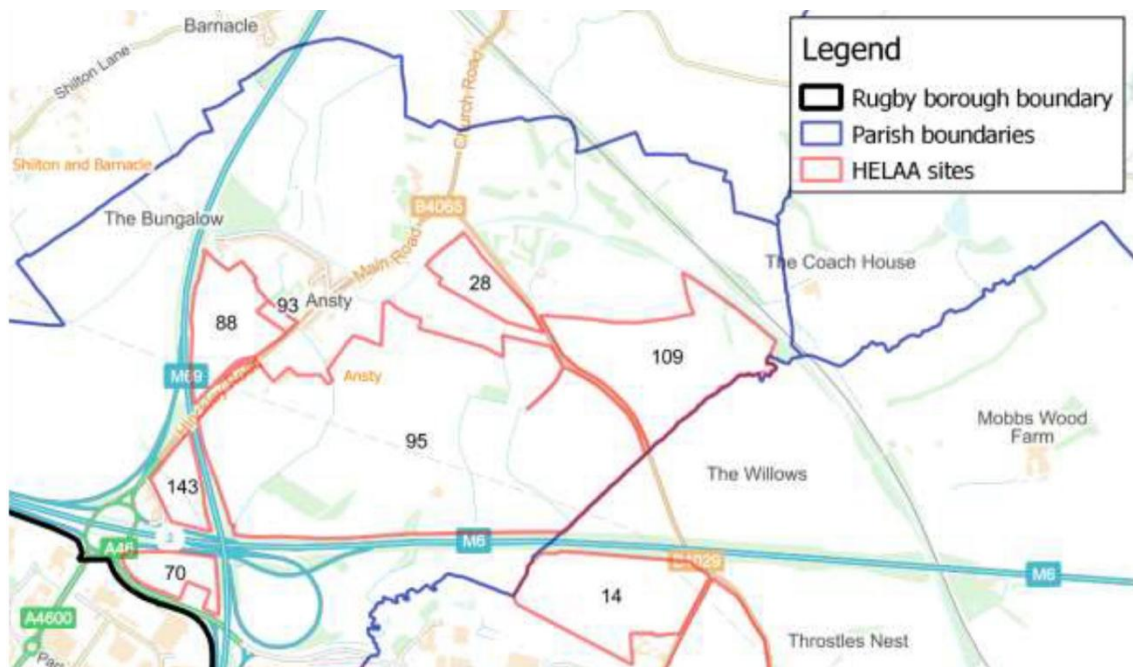 Barnacle
Shilton Lane
Church Road
Legend
Rugby borough boundary
Parish boundaries
HELAA sites
Shilton and Barnacle
The Bungalow
B4065
Main Road
The Coach House
28
93
Ansty
88
109
M69
Ansty
Mobbs Wood
Farm
95
The Willows
143
2
M6
A46
B4029
70
M6
14
A4600
Throstles Nest